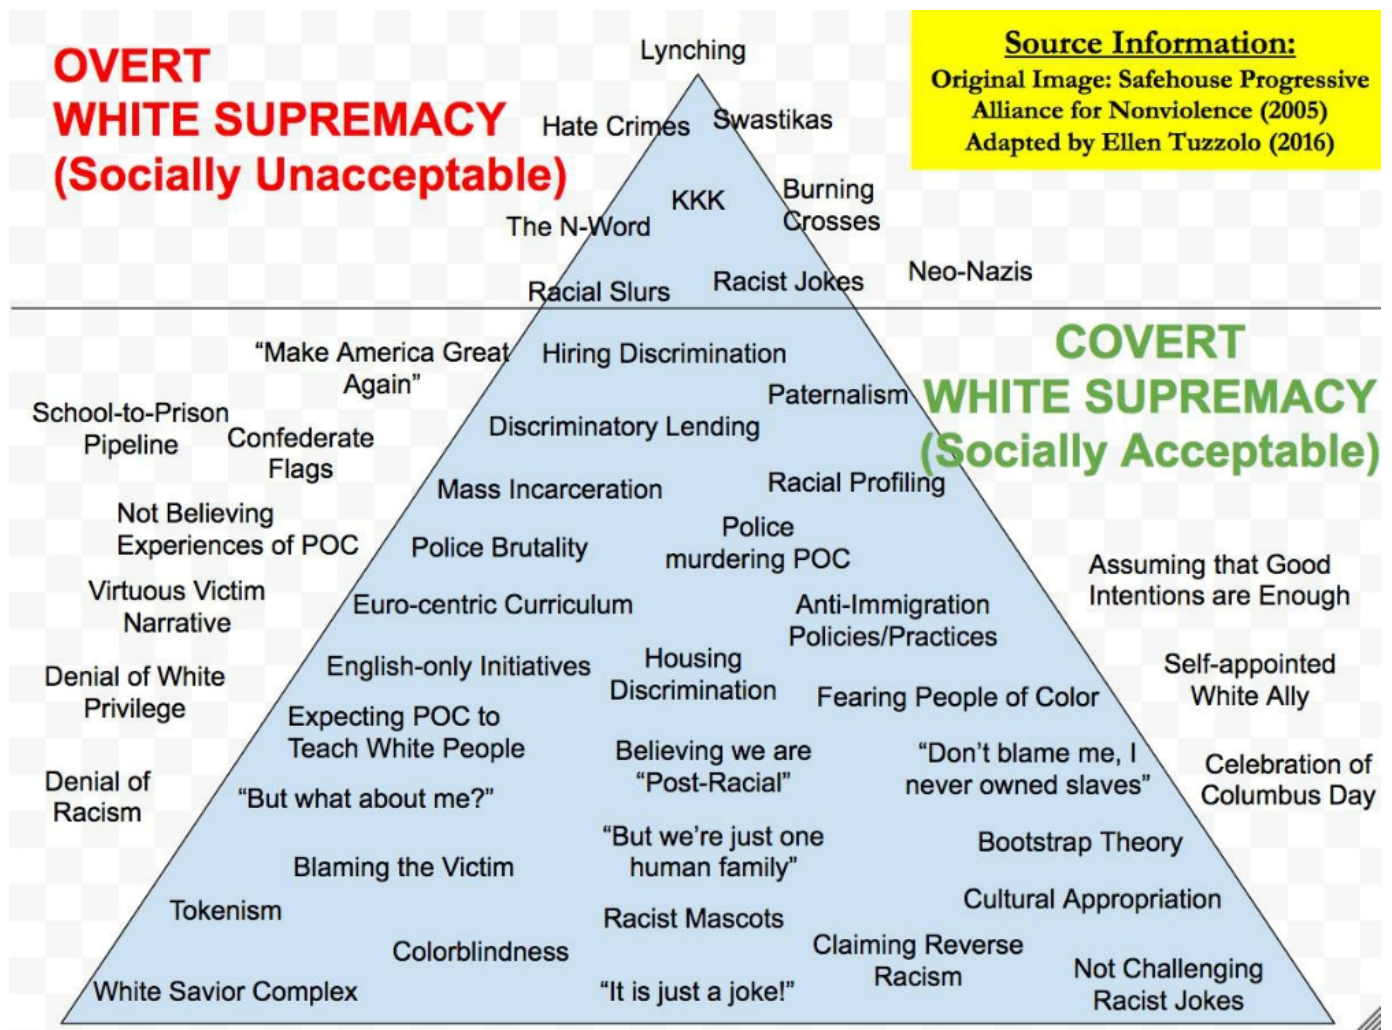 OVERT
WHITE SUPREMACY
(Socially Unacceptable)
Source Information:
Original Image: Safehouse Progressive
Alliance for Nonviolence (2005)
Adapted by Ellen Tuzzolo (2016)
Lynching
Hate Crimes
Swastikas
KKK
Burning
Crosses
The N-Word
Neo-Nazis
Racial Slurs
Racist Jokes
COVERT
WHITE SUPREMACY
(Socially Acceptable)
“Make America Great
Again”
Hiring Discrimination
Paternalism
School-to-Prison
Pipeline
Confederate
Flags
Discriminatory Lending
Mass Incarceration
Racial Profiling
Not Believing
Experiences of POC
Police Brutality
Police
murdering POC
Assuming that Good
Intentions are Enough
Virtuous Victim
Narrative
Euro-centric Curriculum
Anti-Immigration
Policies/Practices
Denial of White
Privilege
English-only Initiatives
Housing
Discrimination
Fearing People of Color
Self-appointed
White Ally
Expecting POC to
Teach White People
Believing we are
“Post-Racial”
“Don’t blame me, I
never owned slaves”
Celebration of
Columbus Day
Denial of
Racism
“But what about me?”
“But we’re just one
human family”
Bootstrap Theory
Blaming the Victim
Cultural Appropriation
Tokenism
Racist Mascots
Colorblindness
Claiming Reverse
Racism
Not Challenging
Racist Jokes
White Savior Complex
“It is just a joke!”